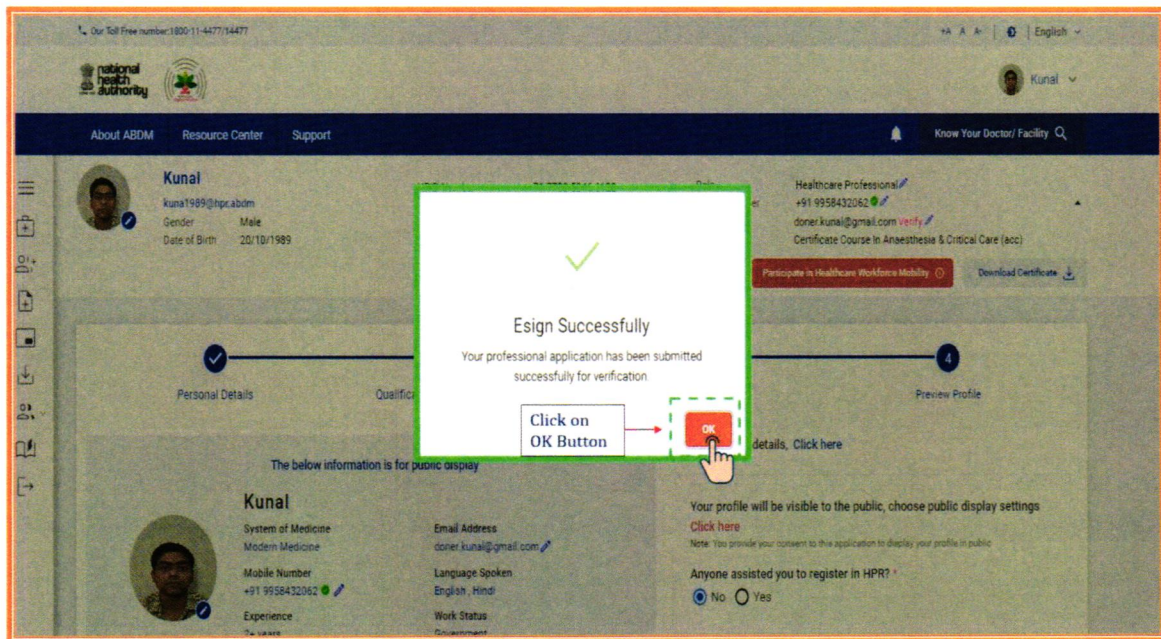 Our Toll Free number:1800-11-4477/14477
+A A A- English
national
health
authority
Kunal
About ABDM Resource Center Support
Know Your Doctor/ Facility
Kunal
kuna1989@hpr.abdm
Gender Male
Date of Birth 20/10/1989
Healthcare Professional
+91 9958432062
doner.kunal@gmail.com Verify
Certificate Course In Anaesthesia & Critical Care (acc)
Participate in Healthcare Workforce Mobility
Download Certificate
Esign Successfully
Your professional application has been submitted
successfully for verification.
Click on
OK Button
OK
4
Personal Details
Preview Profile
details, Click here
The below information is for public display
Kunal
System of Medicine
Modern Medicine
Email Address
doner.kunal@gmail.com
Mobile Number
+91 9958432062
Language Spoken
English , Hindi
Experience
2+ years
Work Status
Government
Your profile will be visible to the public, choose public display settings
Click here
Note: You provide your consent to this application to display your profile in public
Anyone assisted you to register in HPR? *
No Yes